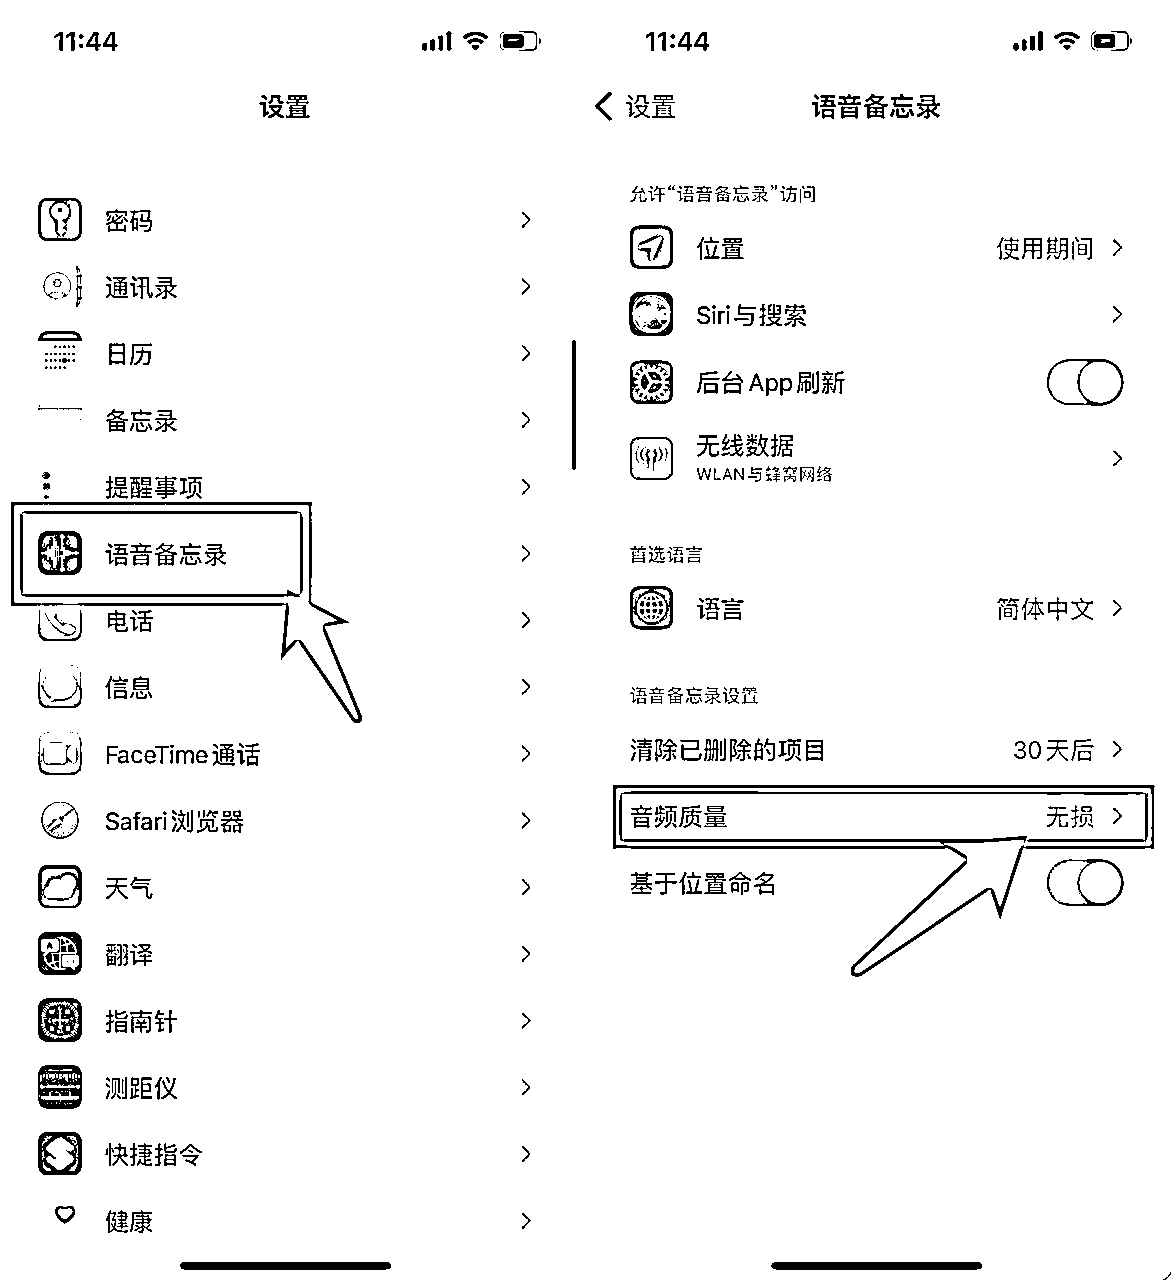 11:44
设置
密码
通讯录
日历
备忘录
提醒事项
语音备忘录
电话
信息
FaceTime通话
Safari浏览器
天气
翻译
指南针
测距仪
快捷指令
健康
11:44
设置 语音备忘录
允许“语音备忘录”访问
位置 使用期间
Siri与搜索
后台App刷新
无线数据
WLAN与蜂窝网络
首选语言
语言 简体中文
语音备忘录设置
清除已删除的项目 30天后
音频质量 无损
基于位置命名